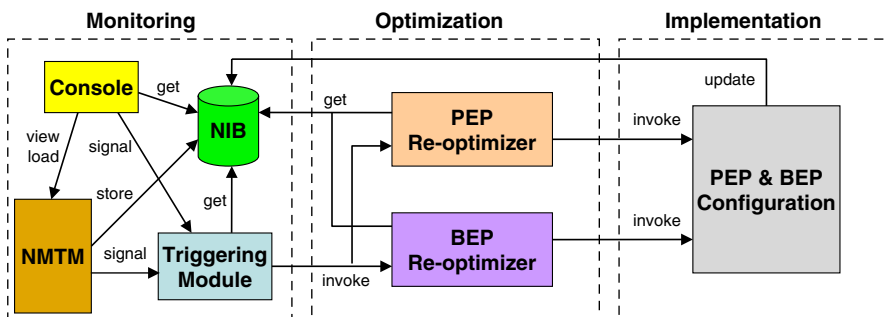 Monitoring
Optimization
Implementation
Console
get
NIB
view
load
signal
store
get
NMTM
signal
Triggering
Module
invoke
get
PEP
Re-optimizer
BEP
Re-optimizer
update
invoke
invoke
PEP & BEP
Configuration